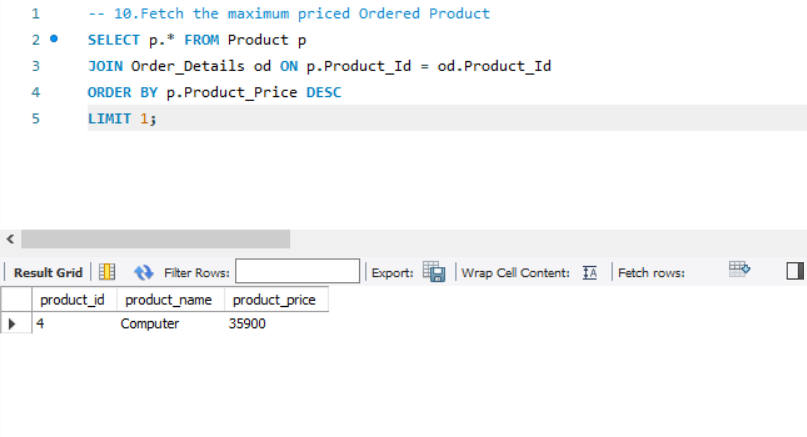 1 -- 10.Fetch the maximum priced Ordered Product
2 SELECT p.* FROM Product p
3 JOIN Order_Details od ON p.Product_Id = od.Product_Id
4 ORDER BY p.Product_Price DESC
5 LIMIT 1;
Result Grid Filter Rows: Export: Wrap Cell Content: IA Fetch rows:
product_id product_name product_price
4 Computer 35900